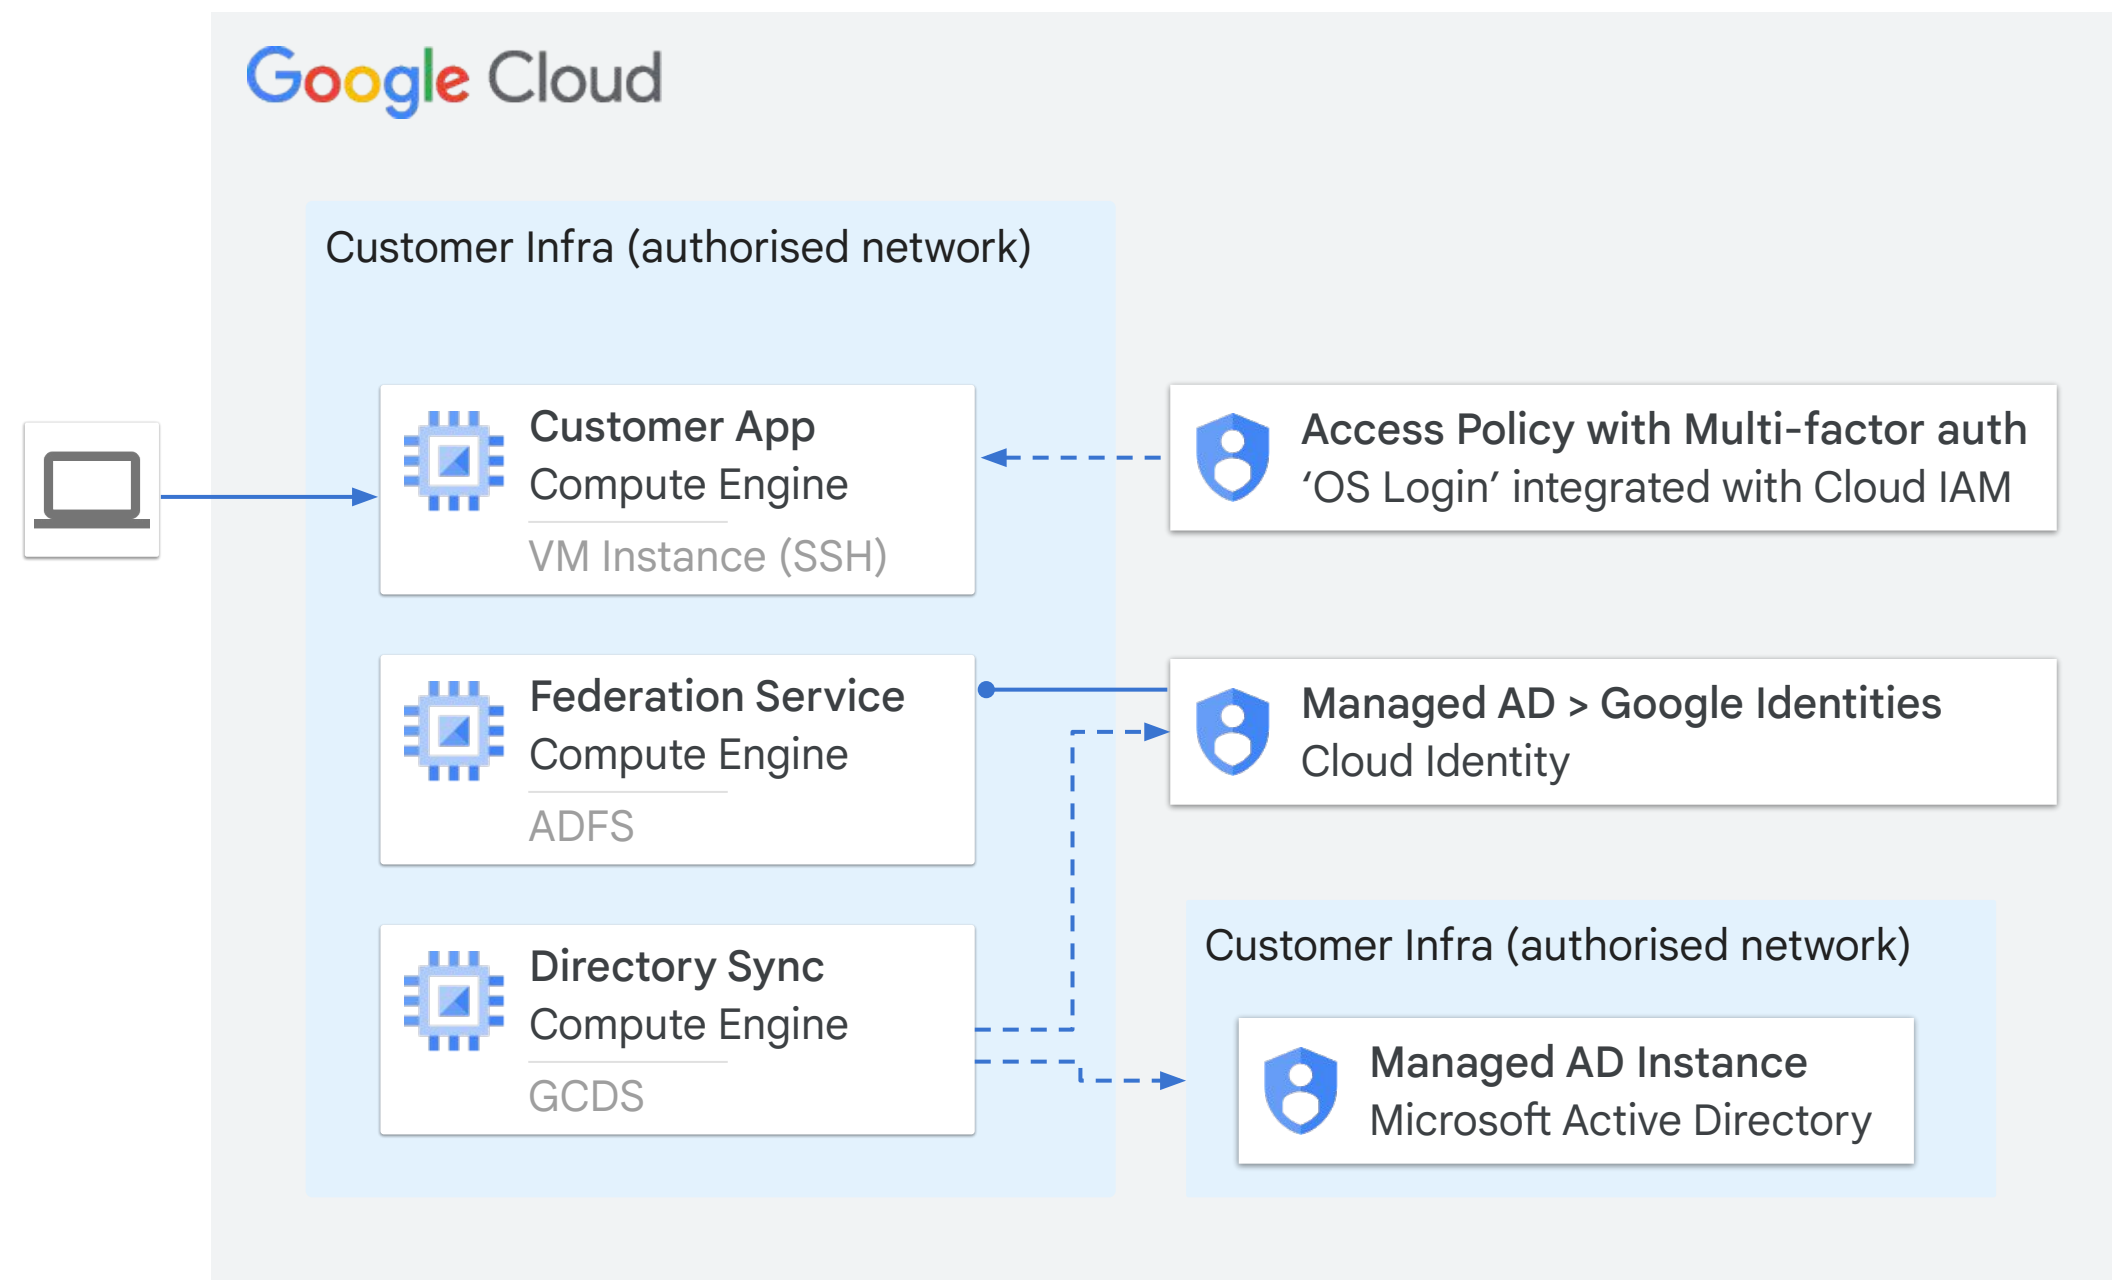 Google Cloud
Customer Infra (authorised network)
Customer App
Compute Engine
VM Instance (SSH)
Access Policy with Multi-factor auth
‘OS Login’ integrated with Cloud IAM
Federation Service
Compute Engine
ADFS
Managed AD > Google Identities
Cloud Identity
Directory Sync
Compute Engine
GCDS
Customer Infra (authorised network)
Managed AD Instance
Microsoft Active Directory